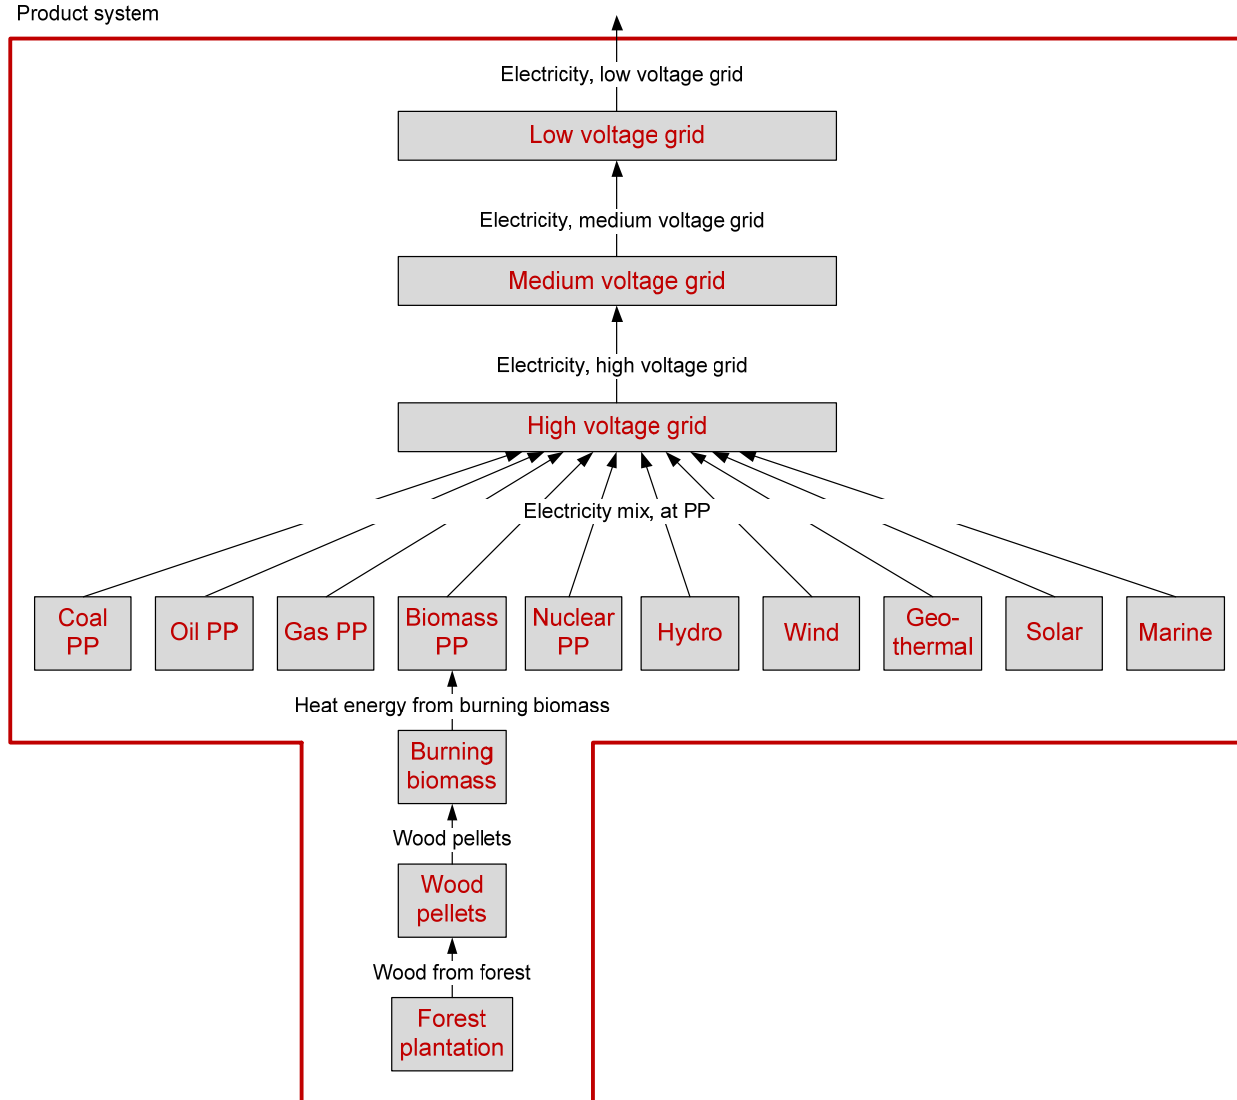 Product system
Electricity, low voltage grid
Low voltage grid
Electricity, medium voltage grid
Medium voltage grid
Electricity, high voltage grid
High voltage grid
Electricity mix, at PP
Coal
PP
Oil PP
Gas PP
Biomass
PP
Nuclear
PP
Hydro
Wind
Geo-
thermal
Solar
Marine
Heat energy from burning biomass
Burning
biomass
Wood pellets
Wood
pellets
Wood from forest
Forest
plantation